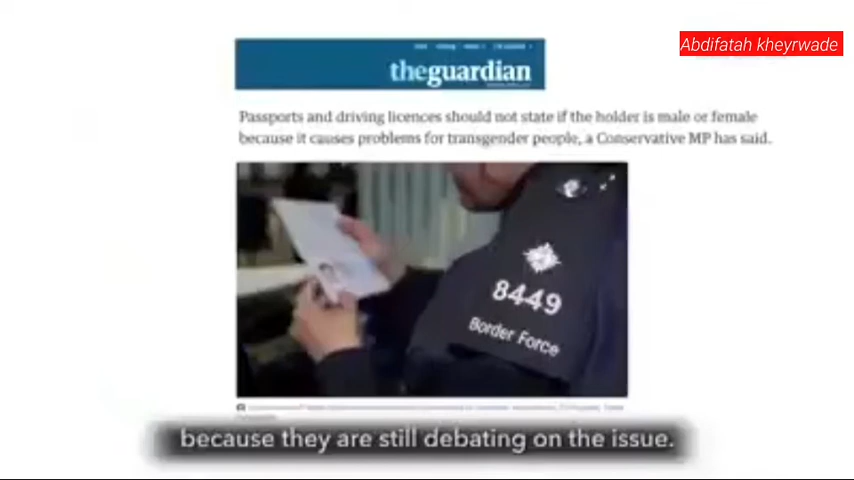 Abdifatah kheyrwade
theguardian
Passports and driving licences should not state if the holder is male or female
because it causes problems for transgender people, a Conservative MP has said.
8449
Border Force
because they are still debating on the issue.